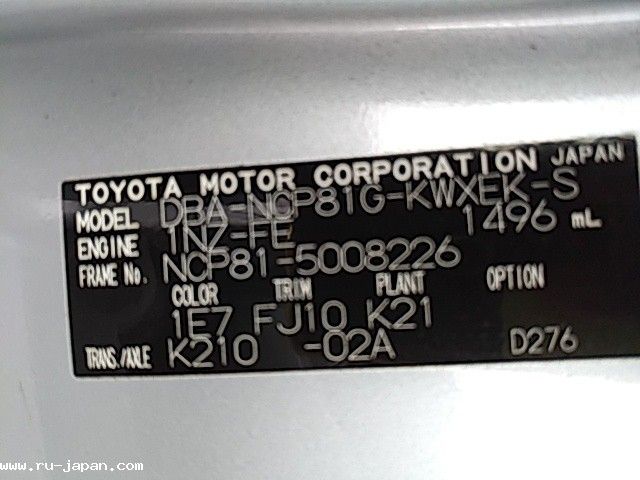 TOYOTA MOTOR CORPORATION JAPAN
MODEL DBA-NCP81G-KWXEK-S
ENGINE 1NZ-FE 1496 mL
FRAME No. NCP81-5008226
COLOR TRIM PLANT OPTION
1E7 FJ10 K21
TRANS./AXLE K210 -02A D276
www.ru-japan.com